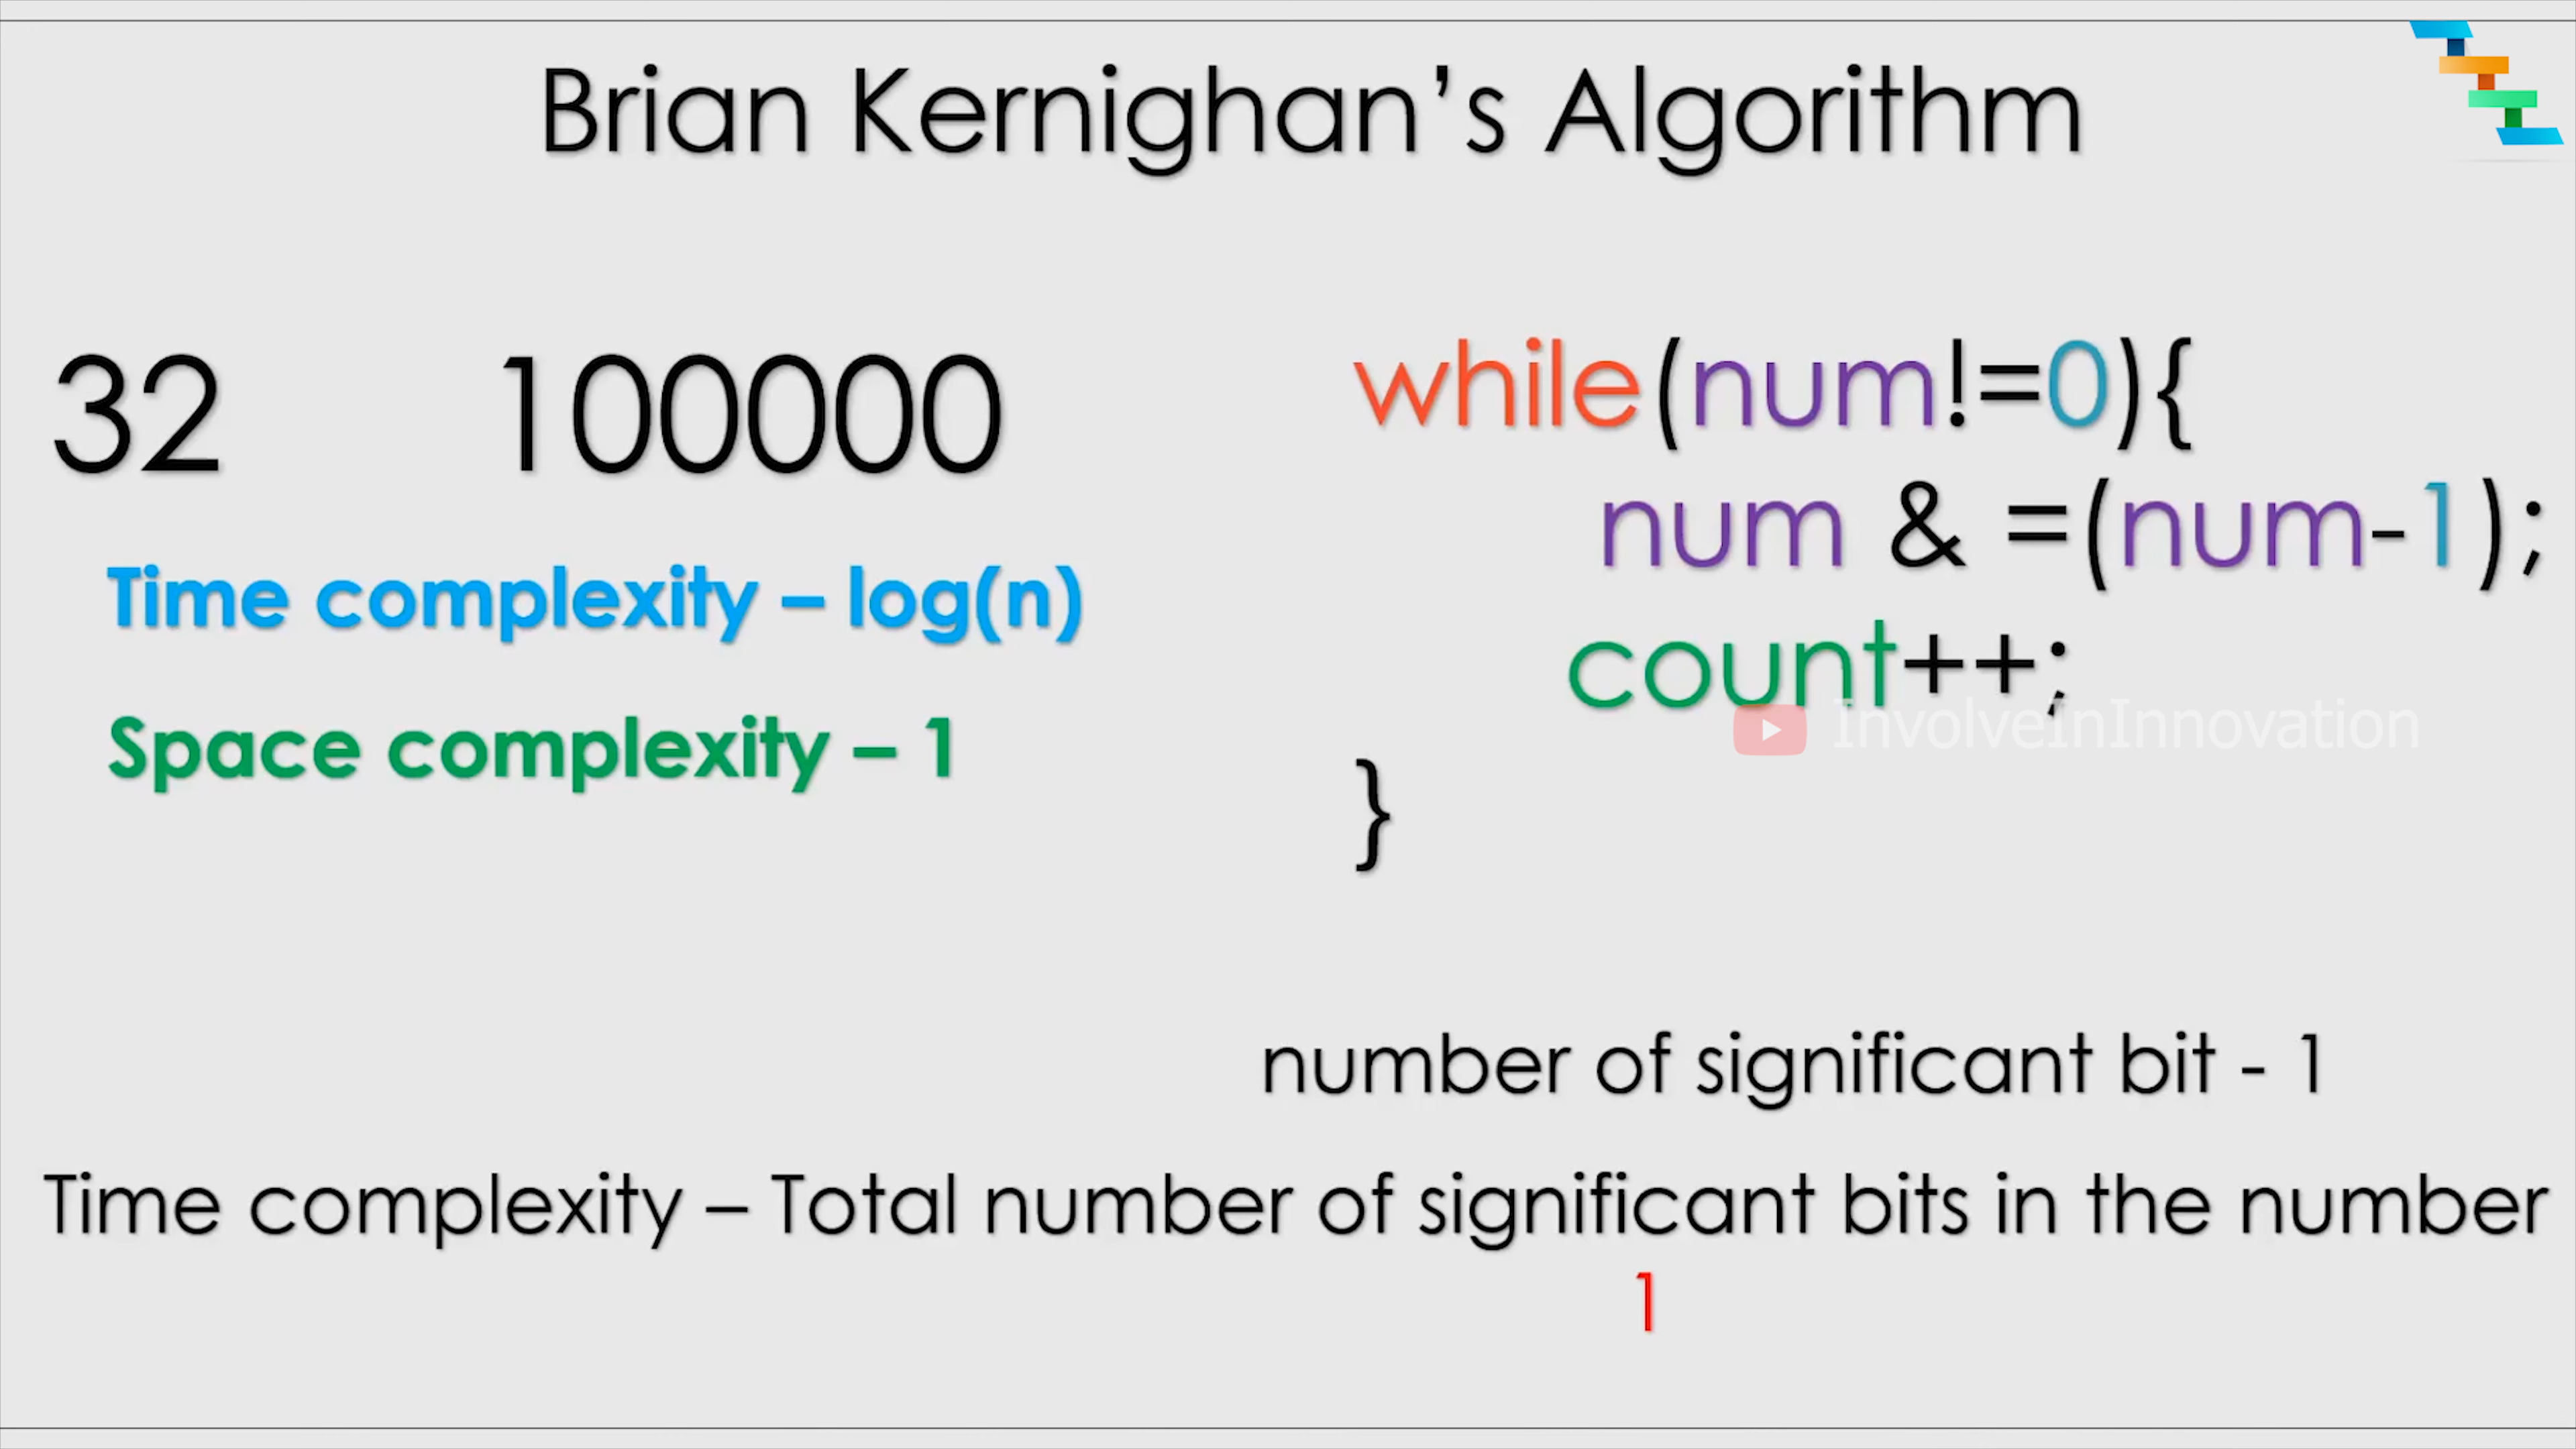 Brian Kernighan’s Algorithm
32 100000
Time complexity – log(n)
Space complexity – 1
while(num!=0){
num & =(num-1);
count++;
}
InvolveInInnovation
number of significant bit - 1
Time complexity – Total number of significant bits in the number
1